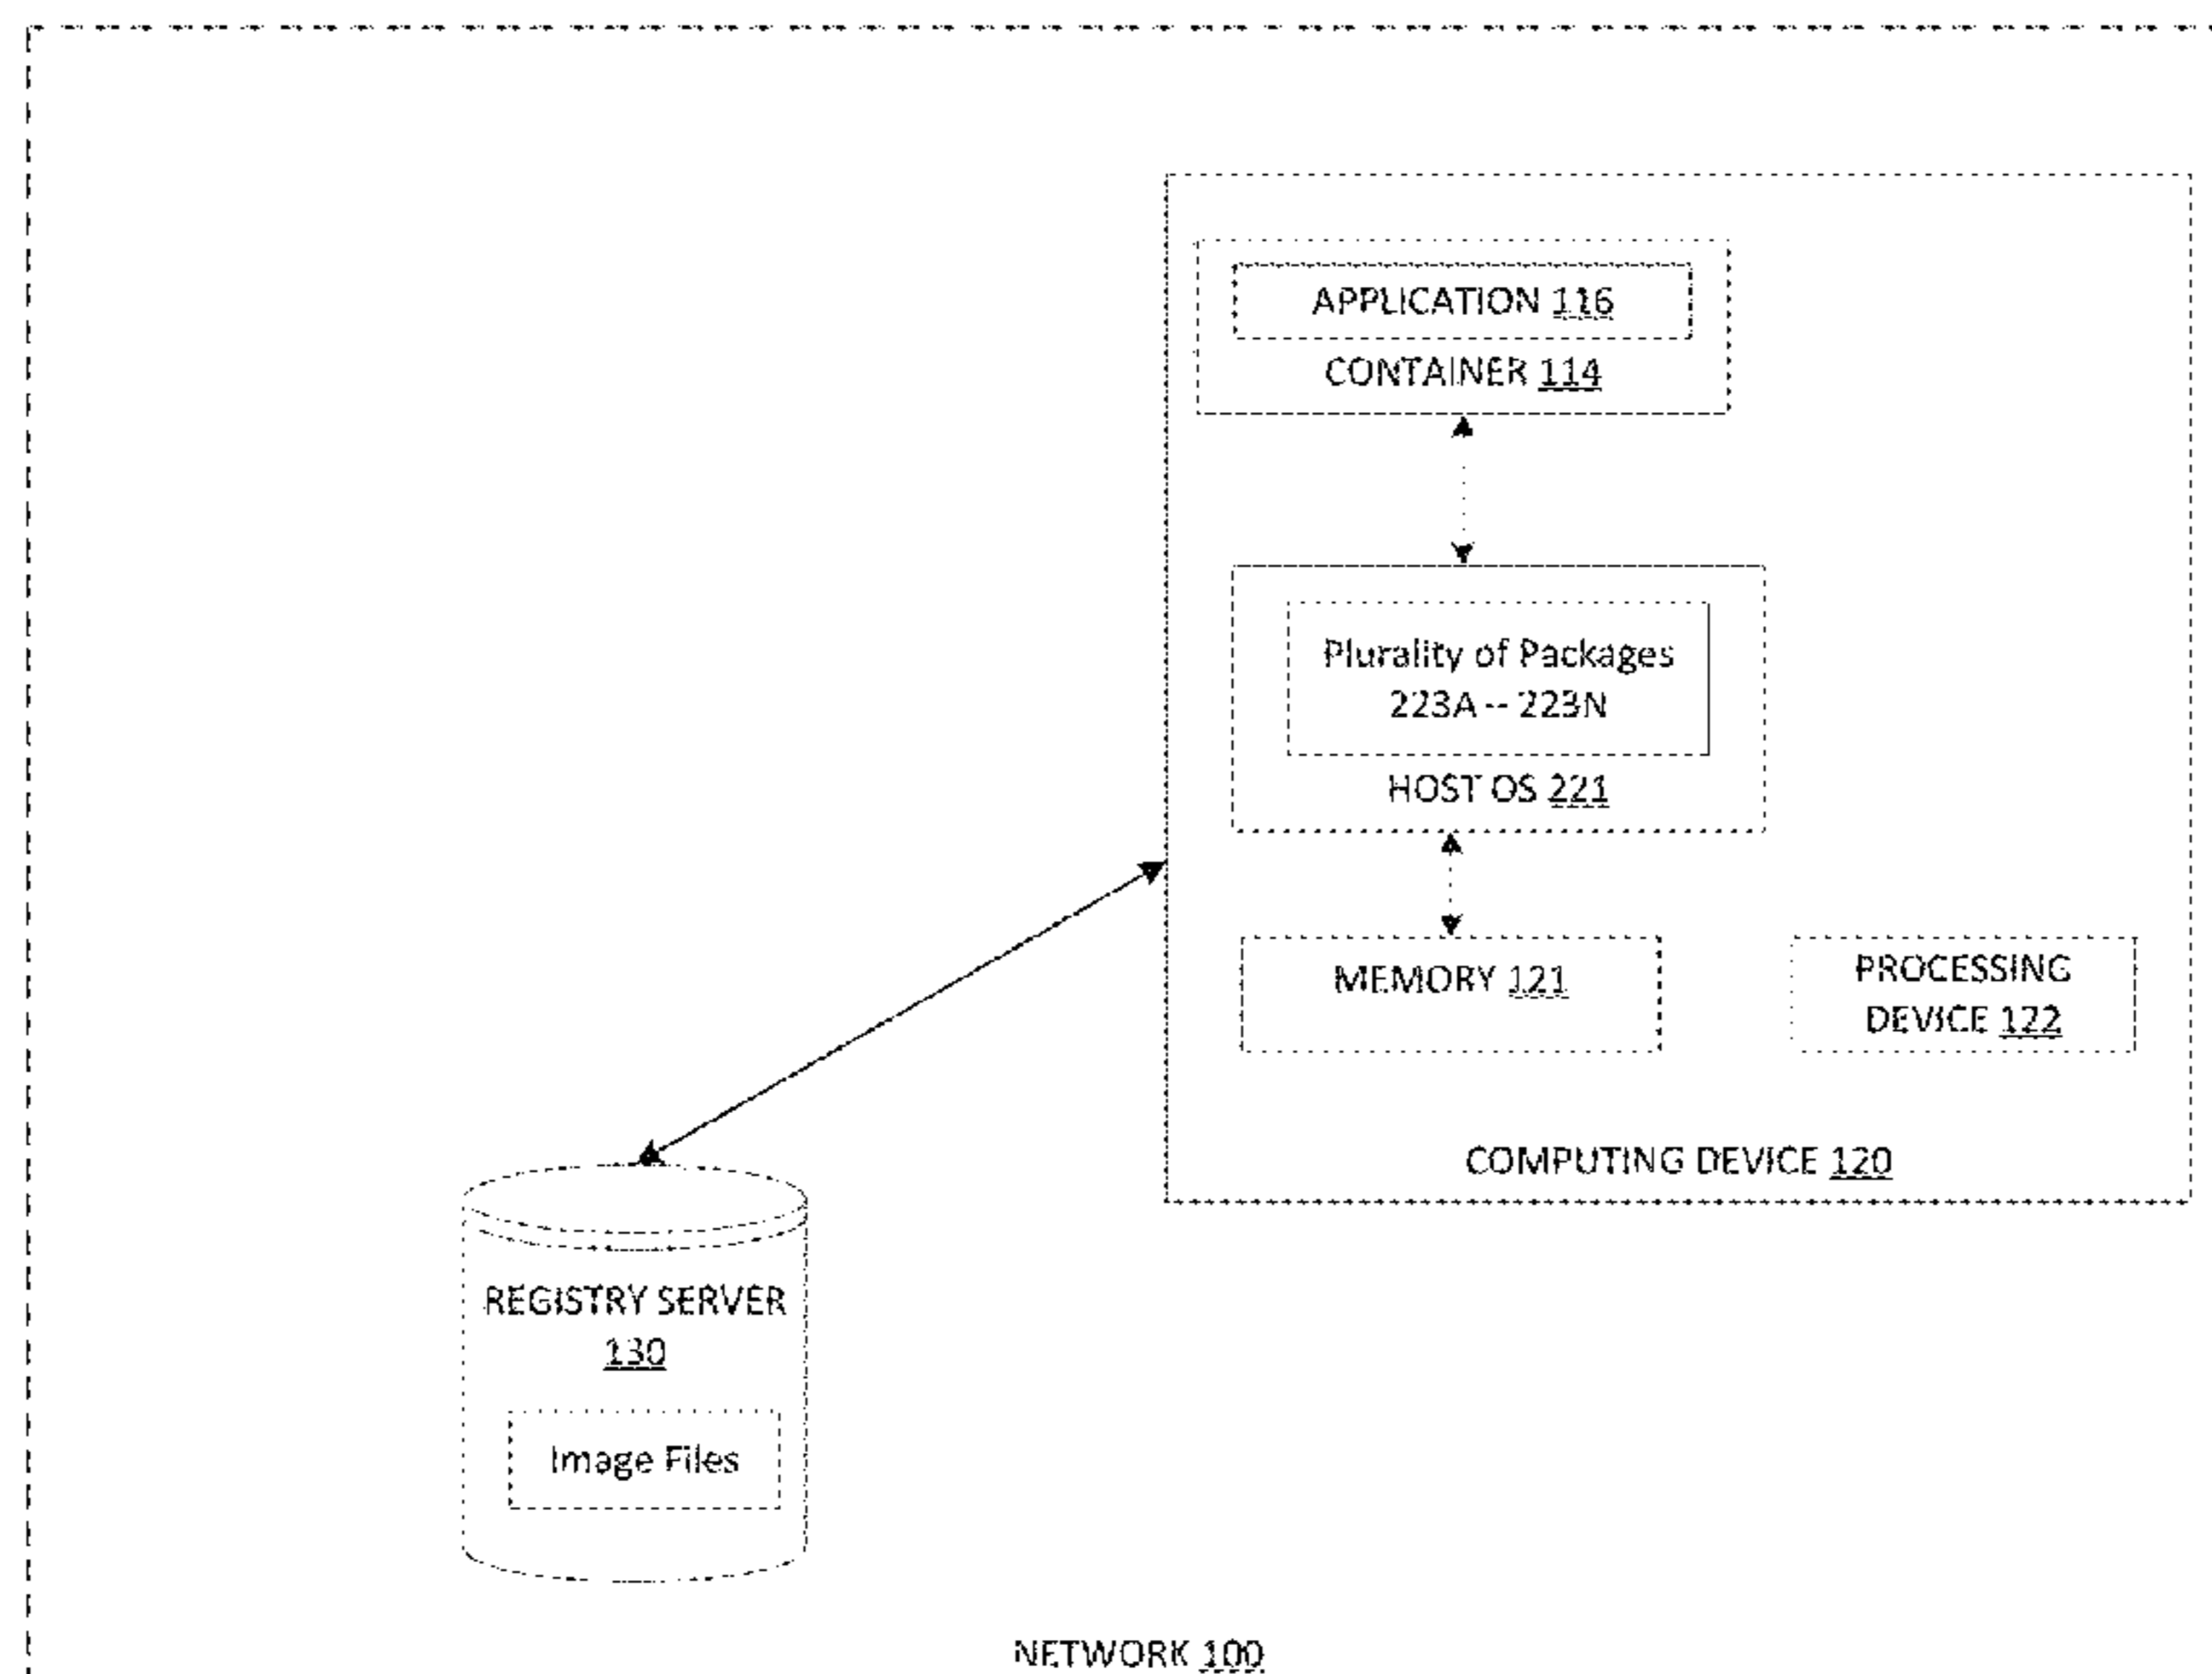 APPLICATION 116
CONTAINER 114
Plurality of Packages
223A -- 223N
HOST OS 221
MEMORY 121
PROCESSING
DEVICE 122
COMPUTING DEVICE 120
REGISTRY SERVER
130
Image Files
NETWORK 100